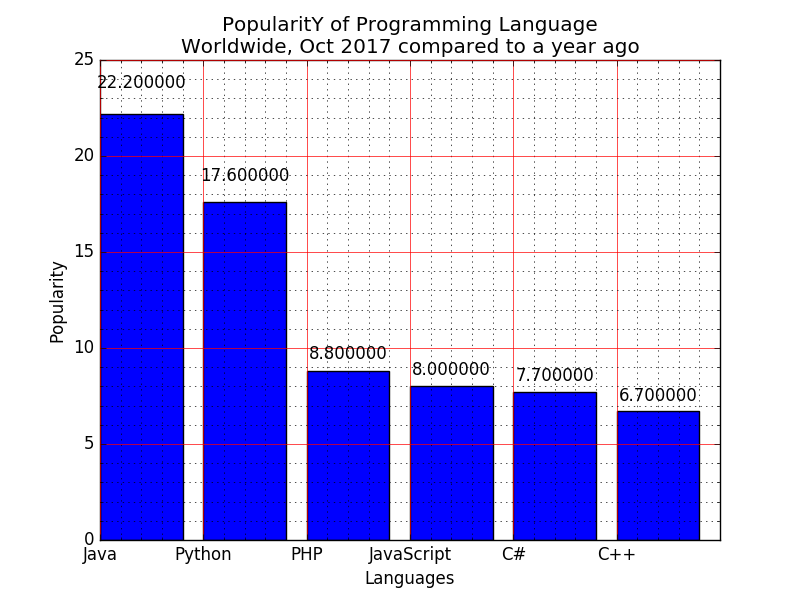 PopularitY of Programming Language
Worldwide, Oct 2017 compared to a year ago
25
22.200000
20
17.600000
15
Popularity
10
8.800000
8.000000
7.700000
6.700000
5
0
Java Python PHP JavaScript C# C++
Languages